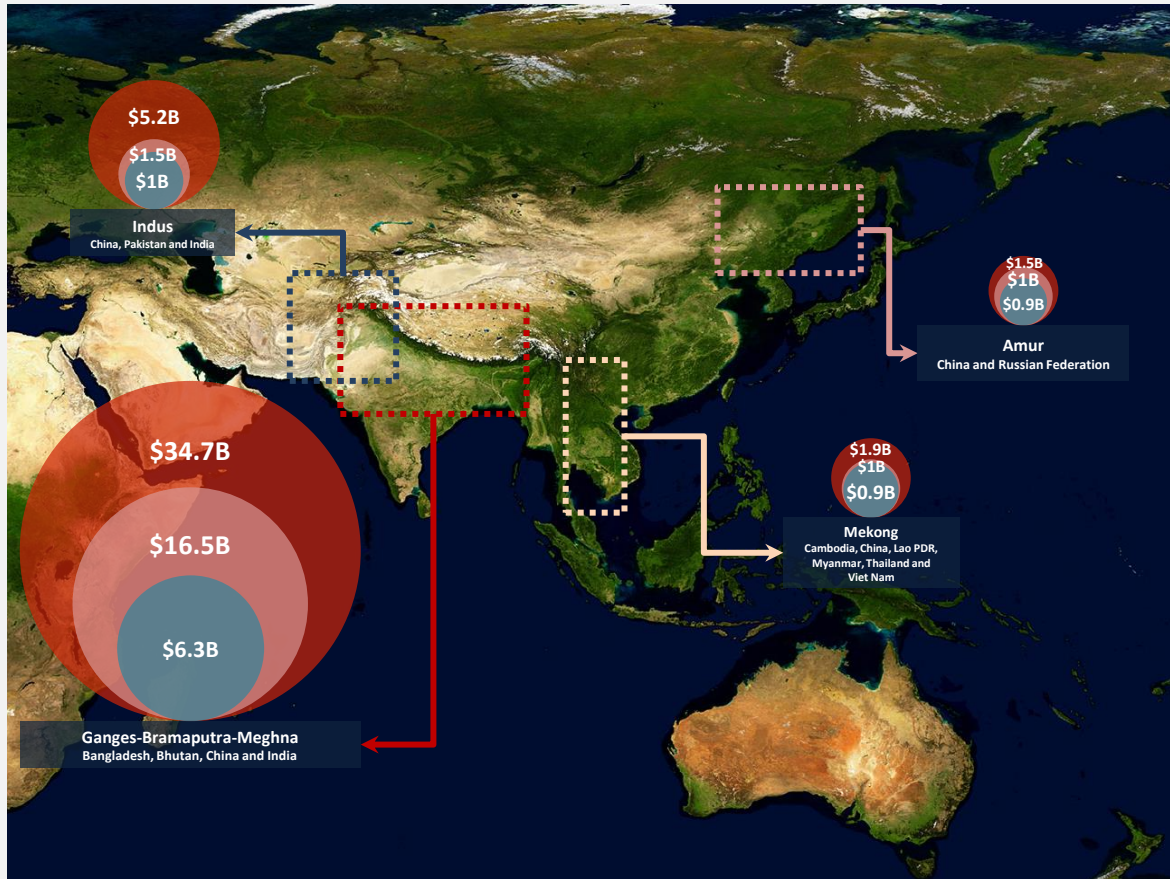 $5.2B
$1.5B
$1B
Indus
China, Pakistan and India
$1.5B
$1B
$0.9B
Amur
China and Russian Federation
$34.7B
$16.5B
$6.3B
Ganges-Bramaputra-Meghna
Bangladesh, Bhutan, China and India
$1.9B
$1B
$0.9B
Mekong
Cambodia, China, Lao PDR,
Myanmar, Thailand and
Viet Nam